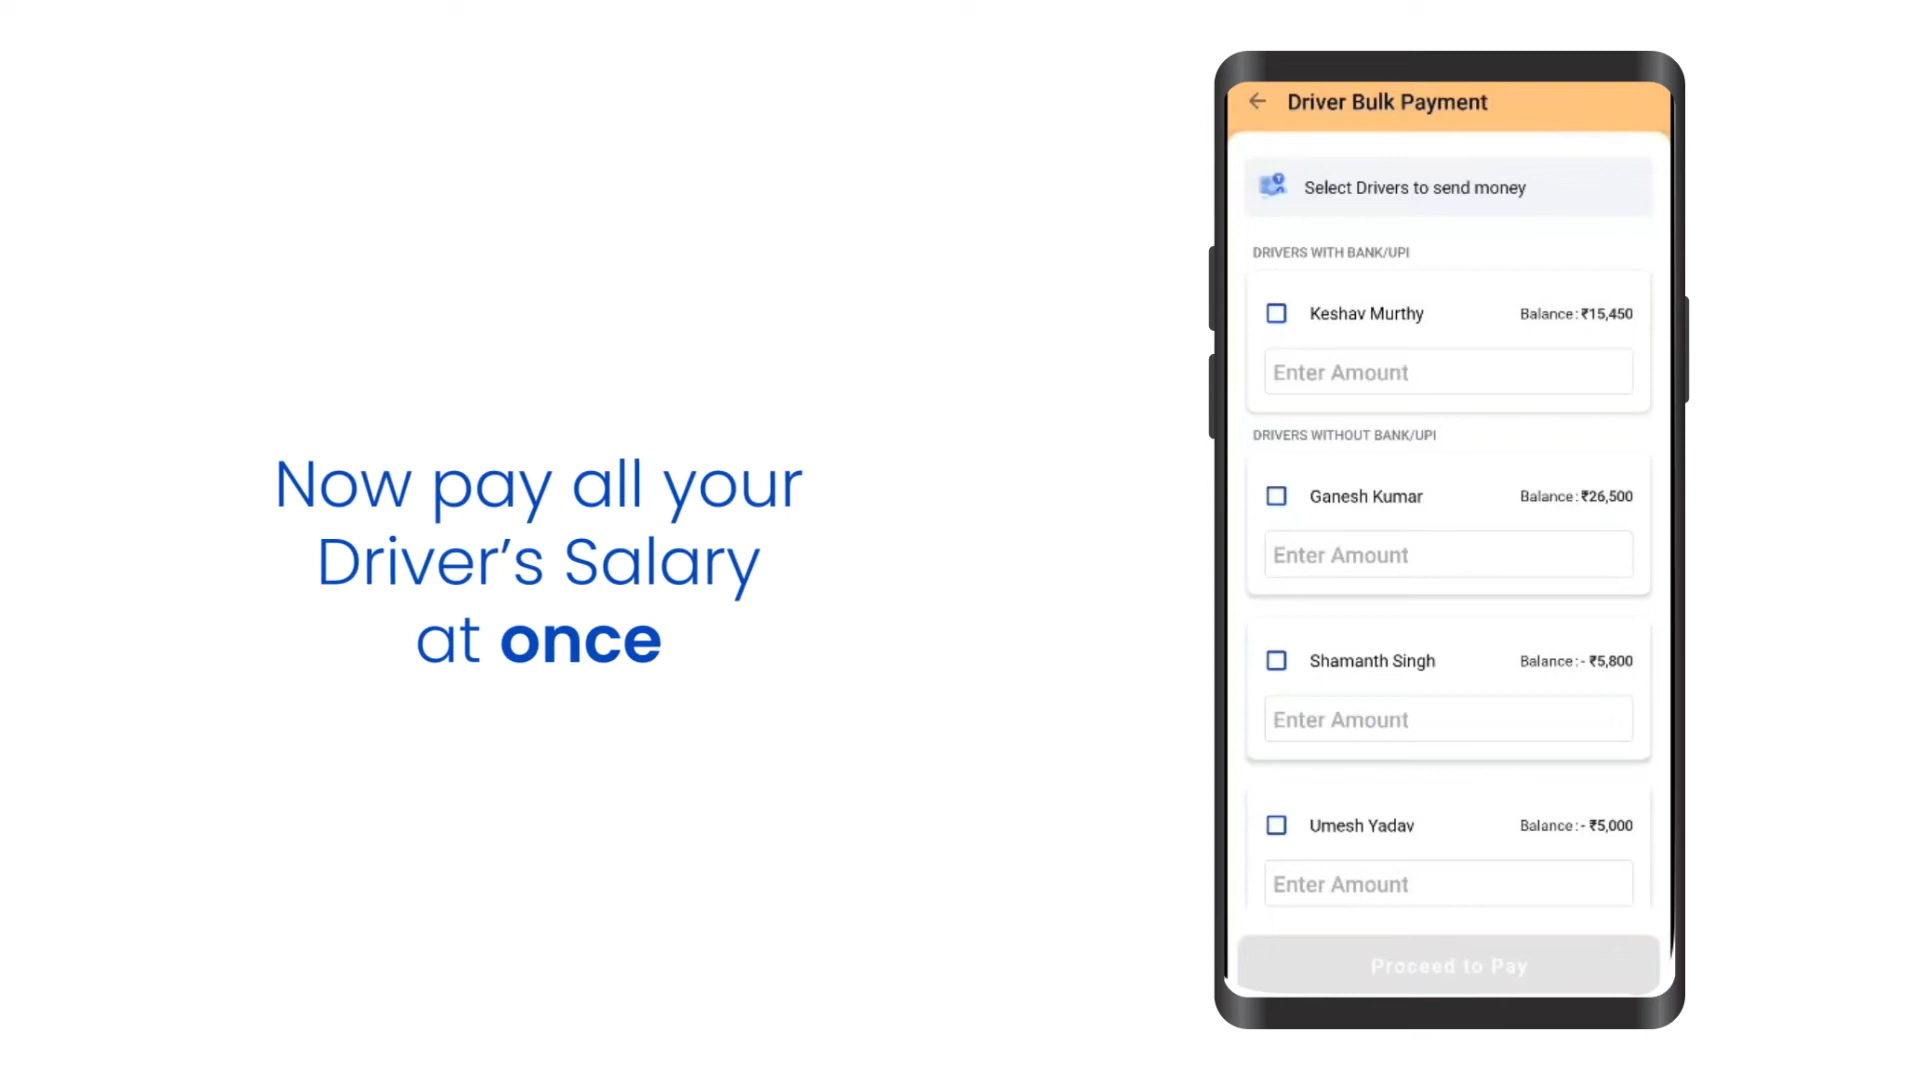 Now pay all your
Driver’s Salary
at once
Driver Bulk Payment
Select Drivers to send money
DRIVERS WITH BANK/UPI
Keshav Murthy Balance : ₹15,450
Enter Amount
DRIVERS WITHOUT BANK/UPI
Ganesh Kumar Balance : ₹26,500
Enter Amount
Shamanth Singh Balance : - ₹5,800
Enter Amount
Umesh Yadav Balance : - ₹5,000
Enter Amount
Proceed to Pay